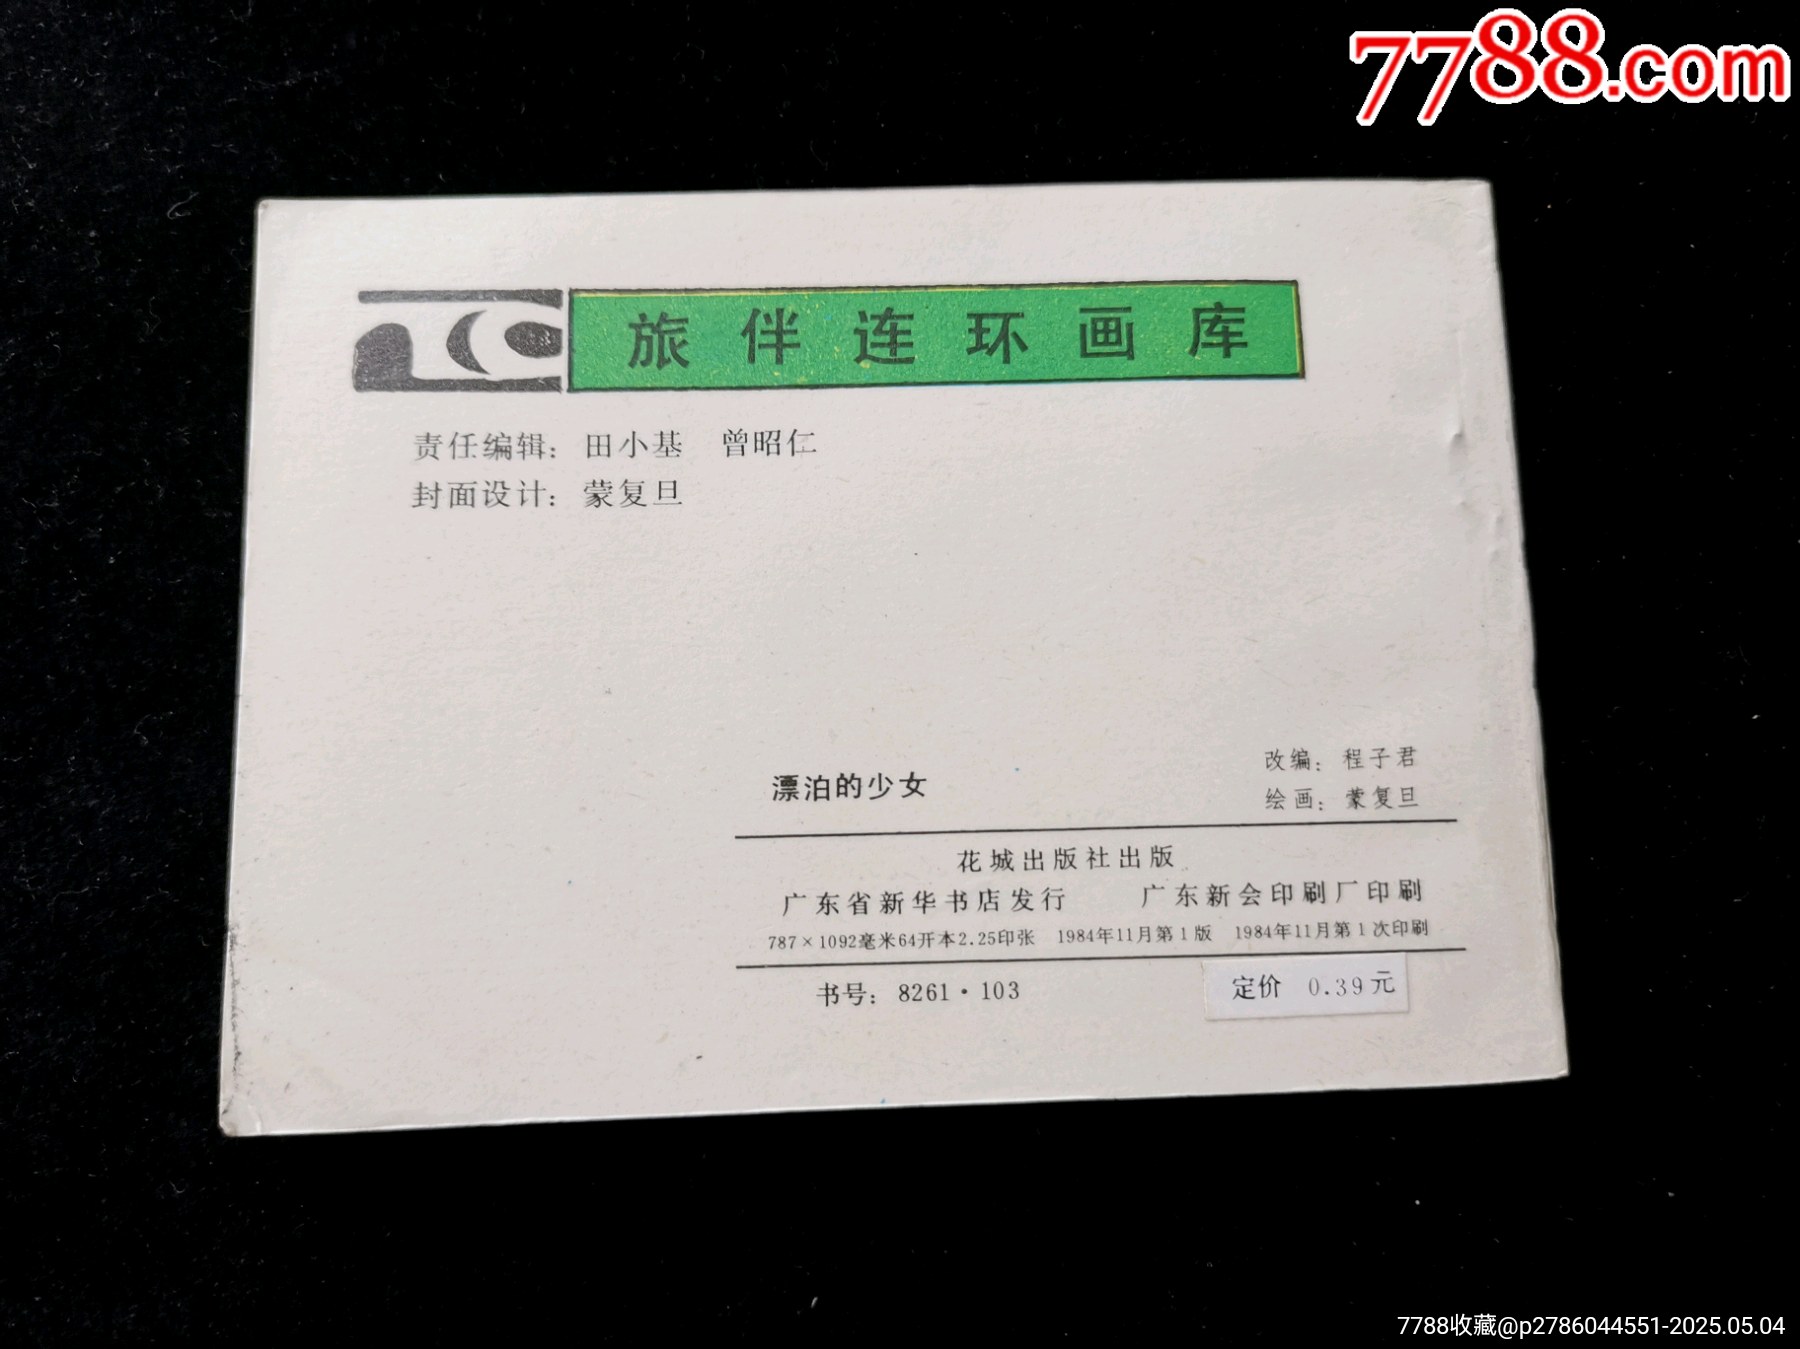 7788.com
旅伴连环画库
责任编辑：田小基 曾昭仁
封面设计：蒙复旦
漂泊的少女
改编：程子君
绘画：蒙复旦
花城出版社出版
广东省新华书店发行 广东新会印刷厂印刷
787×1092毫米64开本2.25印张 1984年11月第1版 1984年11月第1次印刷
书号：8261·103
定价 0.39元
7788收藏@p2786044551-2025.05.04